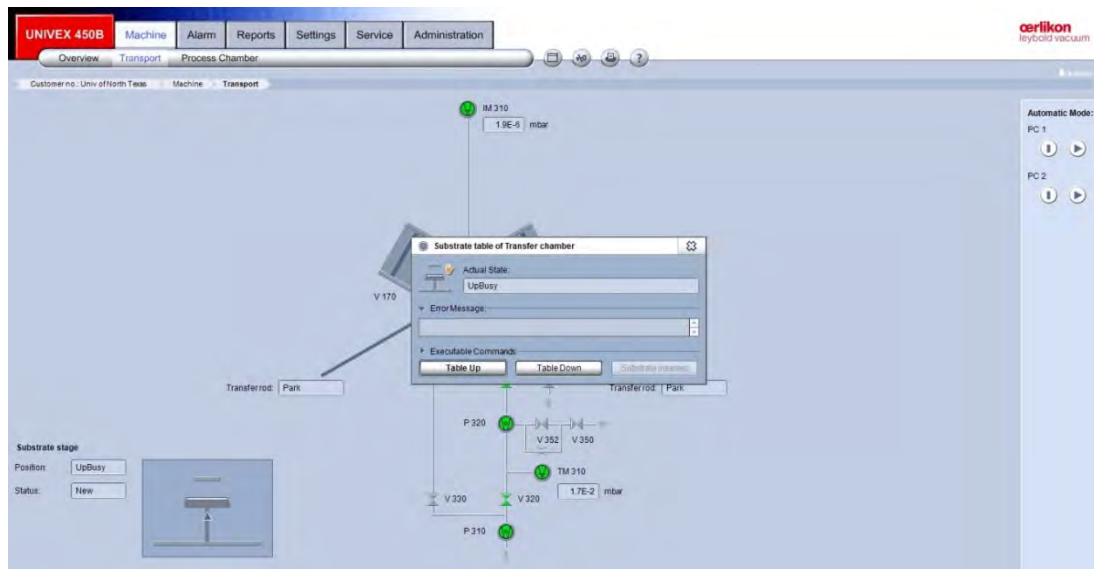 UNIVEX 450B Machine Alarm Reports Settings Service Administration
œrlikon
leybold vacuum
Overview Transport Process Chamber
Customer no.: Univ of North Texas Machine Transport
IM 310
1.9E-6 mbar
Automatic Mode:
PC 1
PC 2
Substrate table of Transfer chamber
Actual State:
UpBusy
V 170
Error Message:
Executable Commands
Table Up Table Down Substrate inserted
Transfer rod: Park
Transfer rod: Park
P 320
V 352 V 350
Substrate stage
Position: UpBusy
Status: New
TM 310
1.7E-2 mbar
V 330 V 320
P 310